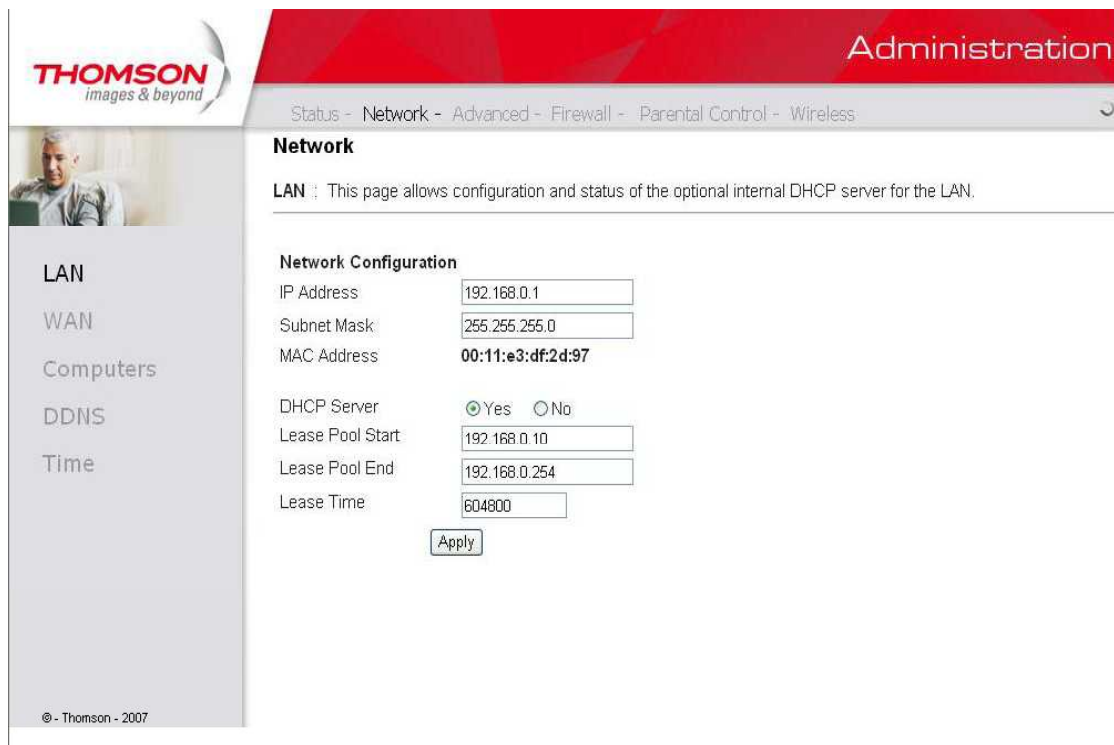 THOMSON
images & beyond
Administration
Status - Network - Advanced - Firewall - Parental Control - Wireless
Network
LAN : This page allows configuration and status of the optional internal DHCP server for the LAN.
LAN
WAN
Computers
DDNS
Time
Network Configuration
IP Address 192.168.0.1
Subnet Mask 255.255.255.0
MAC Address 00:11:e3:df:2d:97
DHCP Server Yes No
Lease Pool Start 192.168.0.10
Lease Pool End 192.168.0.254
Lease Time 604800
Apply
© - Thomson - 2007